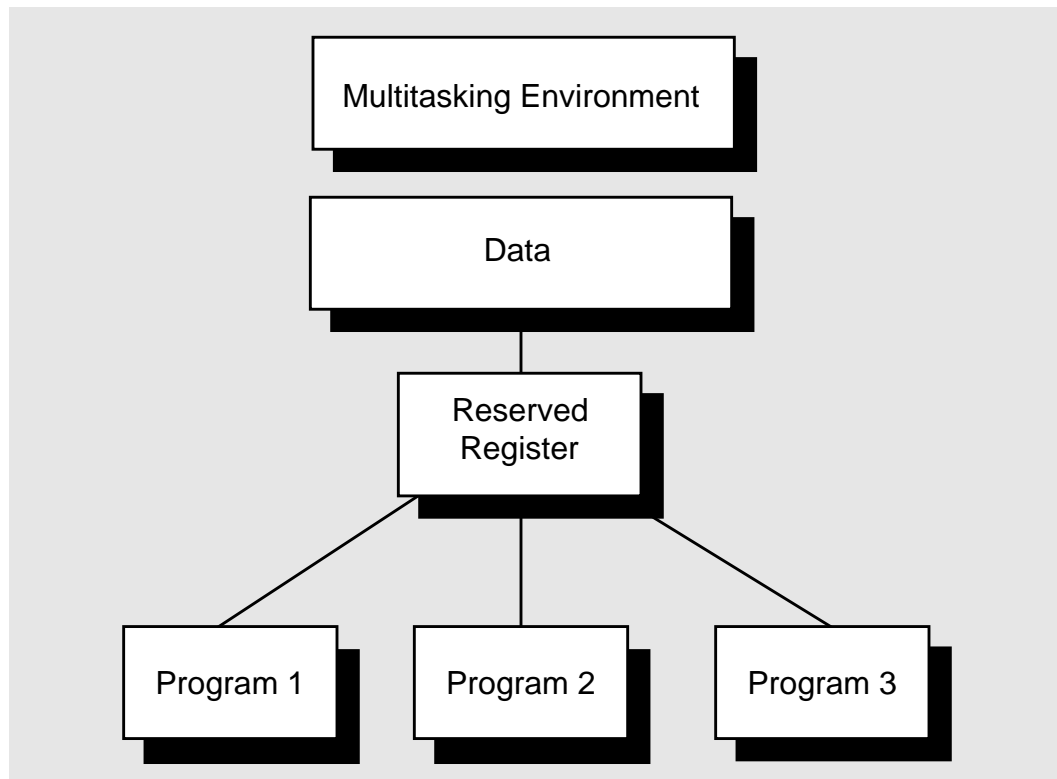 Multitasking Environment
Data
Reserved
Register
Program 1
Program 2
Program 3